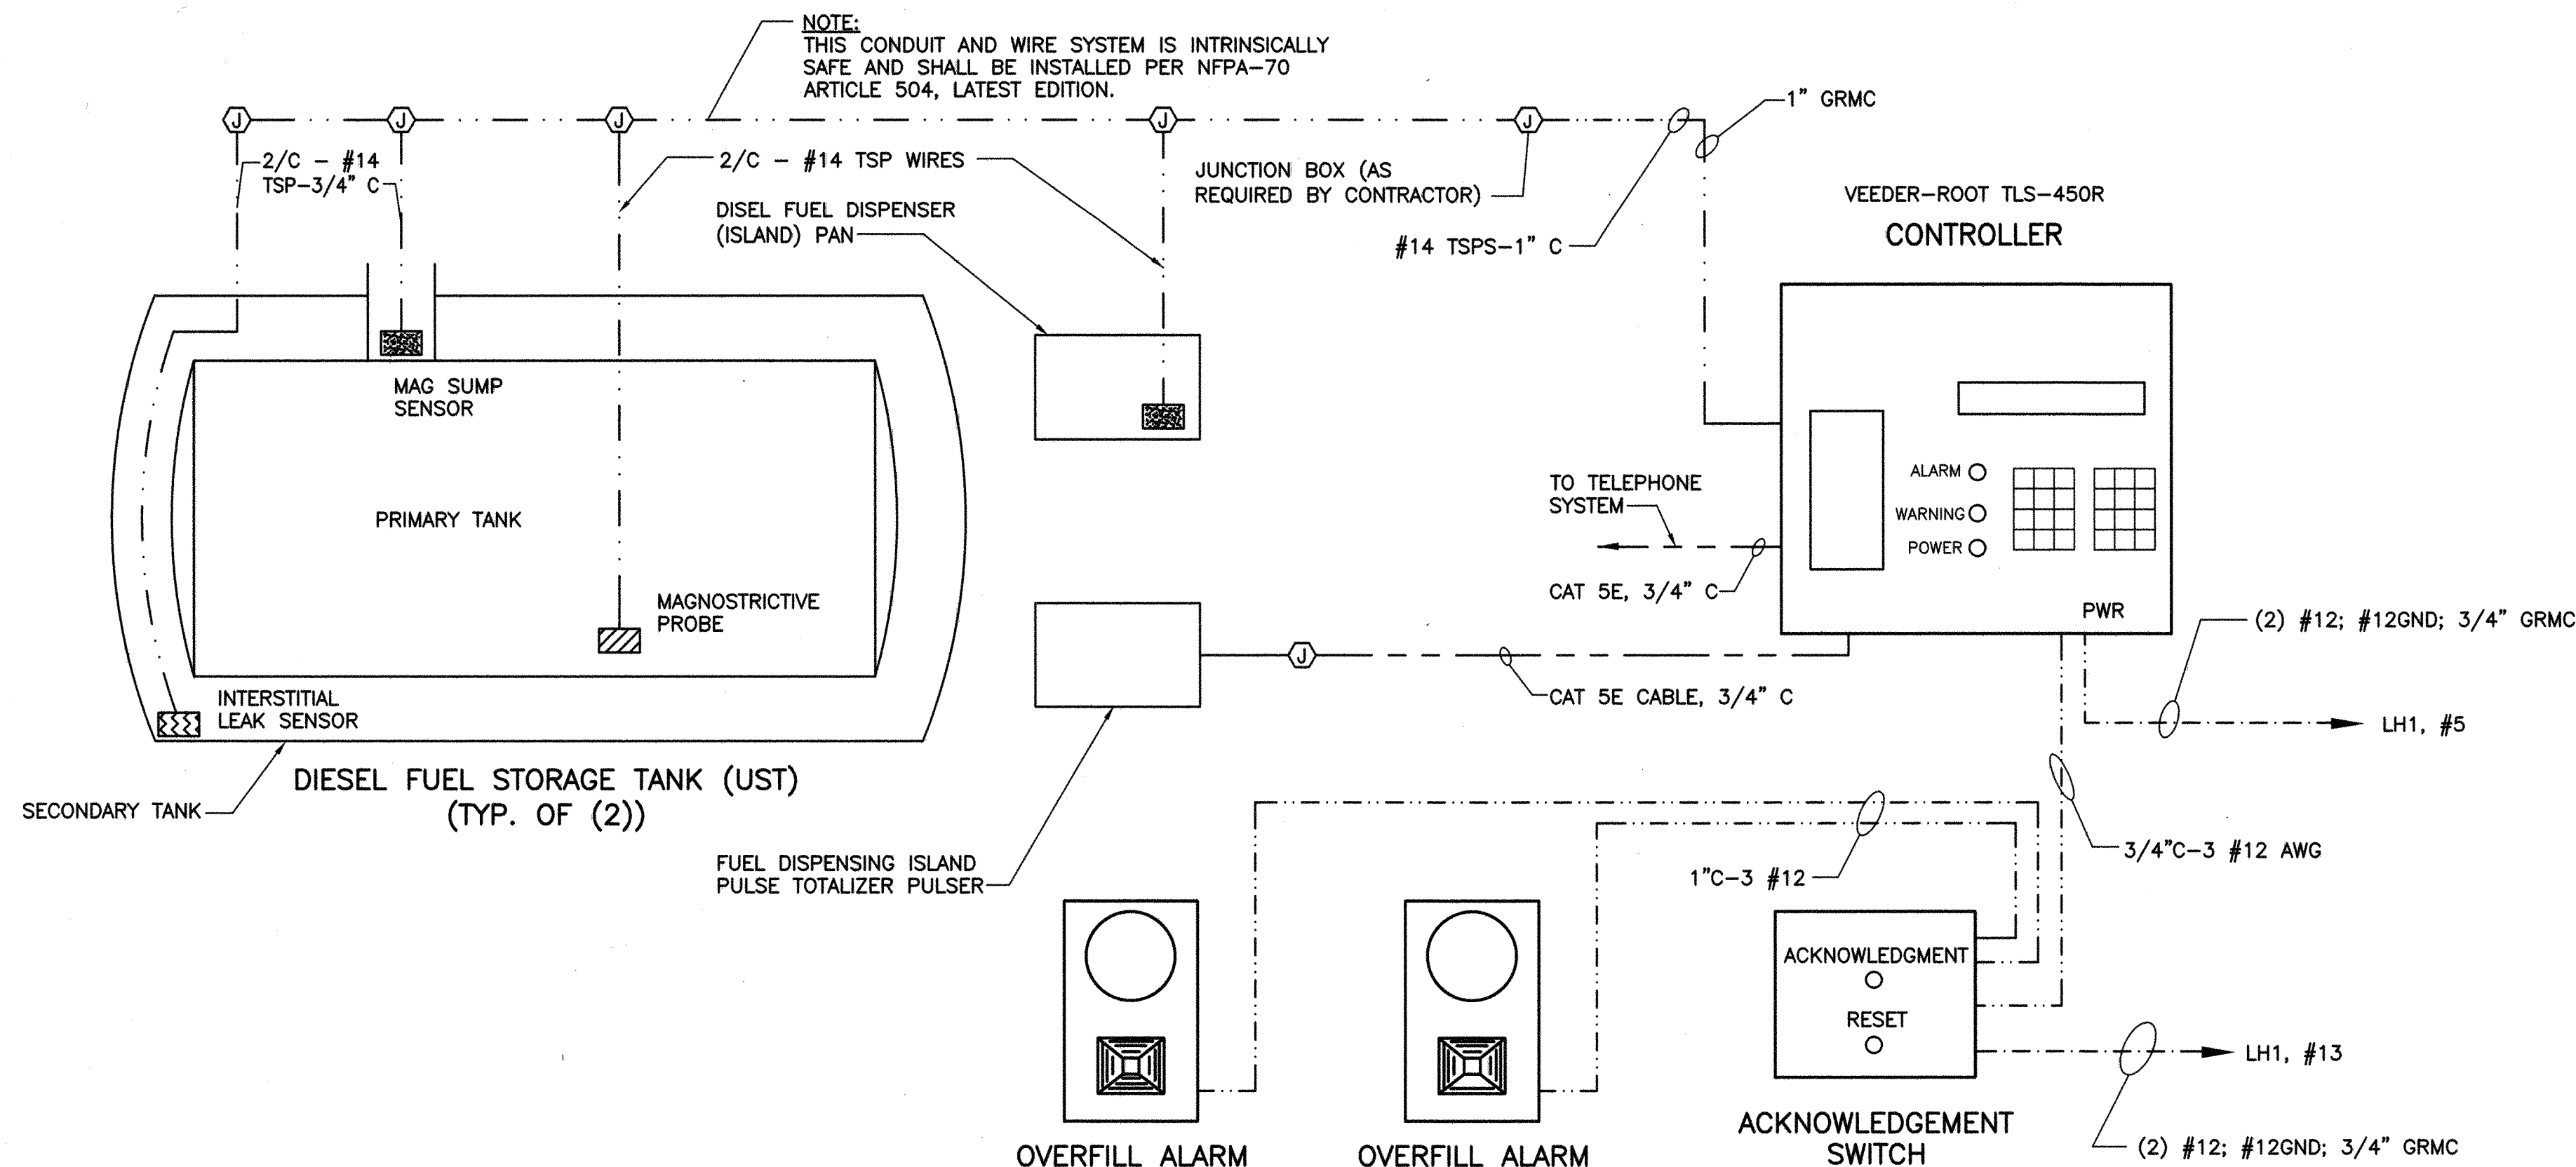 NOTE:
THIS CONDUIT AND WIRE SYSTEM IS INTRINSICALLY
SAFE AND SHALL BE INSTALLED PER NFPA-70
ARTICLE 504, LATEST EDITION.
J
J
J
J
J
1" GRMC
2/C - #14
TSP-3/4" C
2/C - #14 TSP WIRES
JUNCTION BOX (AS
REQUIRED BY CONTRACTOR)
DISEL FUEL DISPENSER
(ISLAND) PAN
#14 TSPS-1" C
VEEDER-ROOT TLS-450R
CONTROLLER
MAG SUMP
SENSOR
PRIMARY TANK
MAGNOSTRICTIVE
PROBE
INTERSTITIAL
LEAK SENSOR
SECONDARY TANK
DIESEL FUEL STORAGE TANK (UST)
(TYP. OF (2))
TO TELEPHONE
SYSTEM
CAT 5E, 3/4" C
ALARM
WARNING
POWER
PWR
(2) #12; #12GND; 3/4" GRMC
LH1, #5
J
CAT 5E CABLE, 3/4" C
FUEL DISPENSING ISLAND
PULSE TOTALIZER PULSER
3/4"C-3 #12 AWG
1"C-3 #12
ACKNOWLEDGMENT
RESET
LH1, #13
(2) #12; #12GND; 3/4" GRMC
OVERFILL ALARM
OVERFILL ALARM
ACKNOWLEDGEMENT
SWITCH